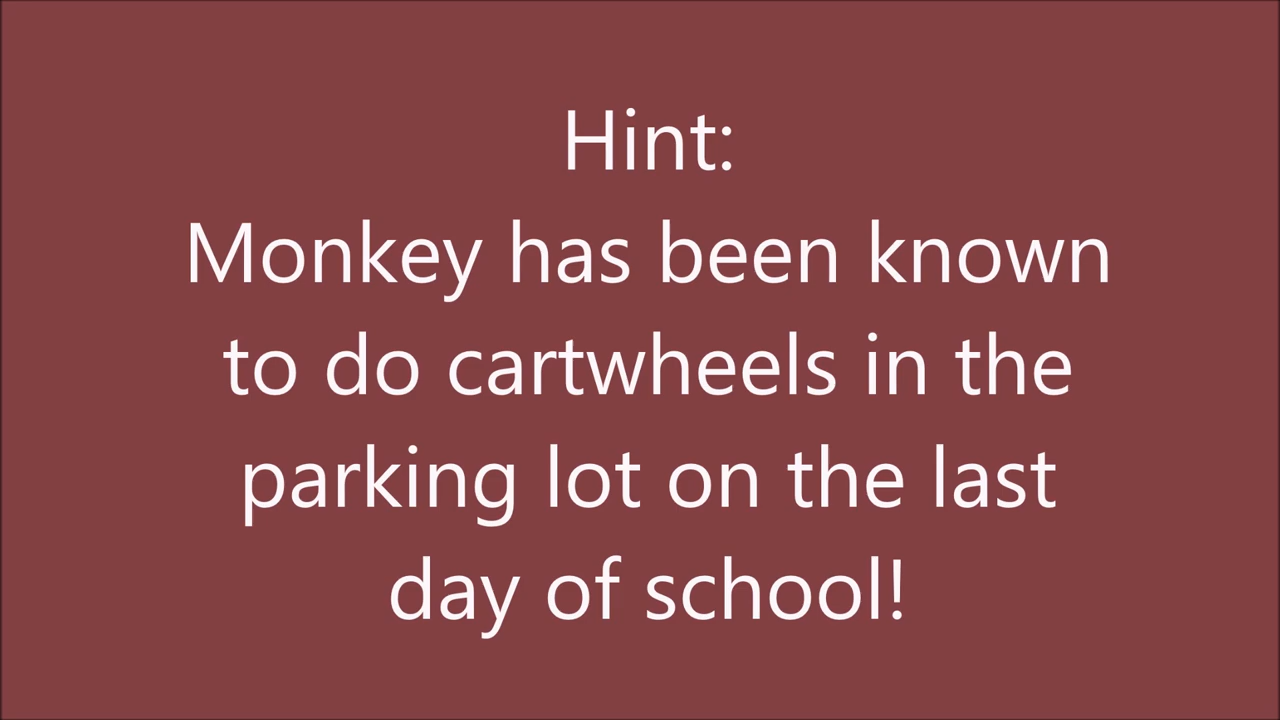 Hint:
Monkey has been known
to do cartwheels in the
parking lot on the last
day of school!